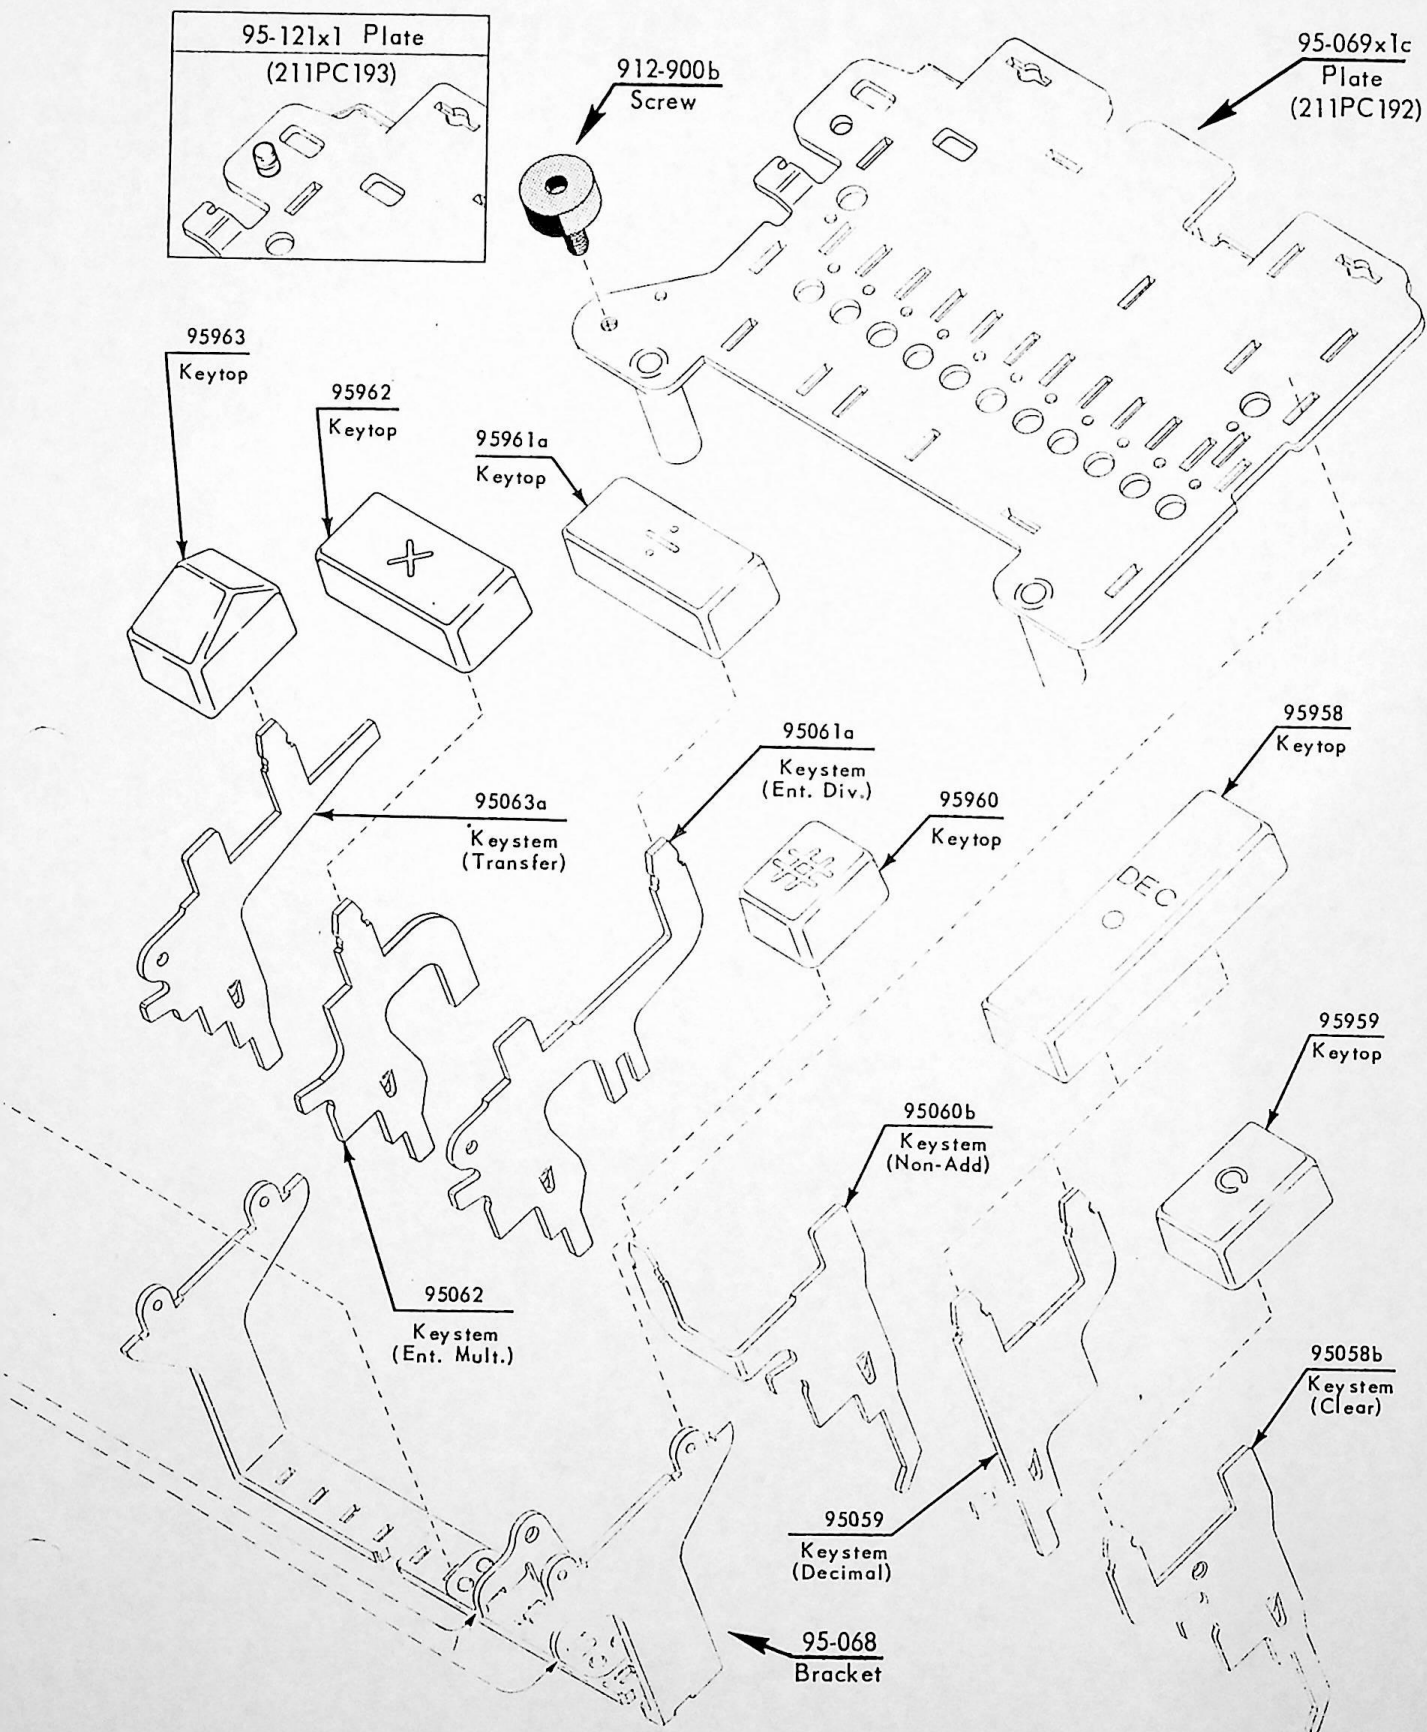 95-121x1 Plate
(211PC193)
912-900b
Screw
95-069x1c
Plate
(211PC192)
95963
Keytop
95962
Keytop
95961a
Keytop
X
÷
95063a
Keystem
(Transfer)
95061a
Keystem
(Ent. Div.)
95960
Keytop
95958
Keytop
DEC
95959
Keytop
C
95060b
Keystem
(Non-Add)
95062
Keystem
(Ent. Mult.)
95058b
Keystem
(Clear)
95059
Keystem
(Decimal)
95-068
Bracket